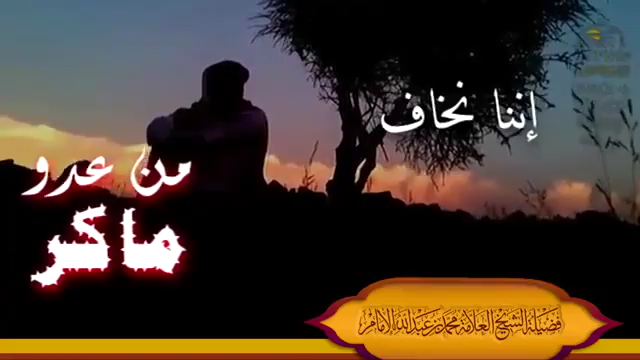 إننا نخاف
من عدو
ماكر
فضيلة الشيخ العلامة محمد بن عبدالله الإمام